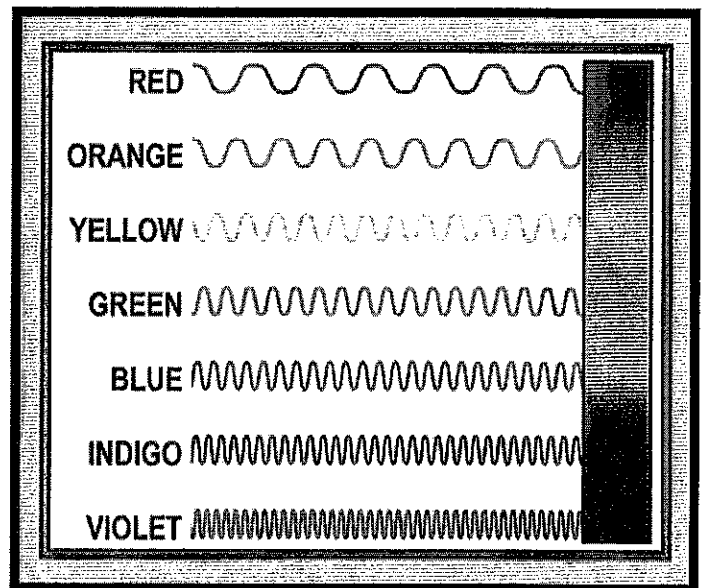 RED
ORANGE
YELLOW
GREEN
BLUE
INDIGO
VIOLET